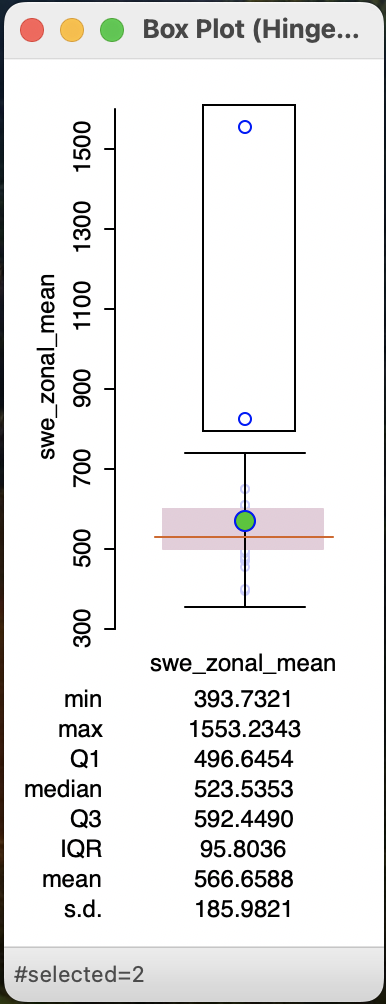 Box Plot (Hinge...
swe_zonal_mean
1500
1300
1100
900
700
500
300
swe_zonal_mean
min 393.7321
max 1553.2343
Q1 496.6454
median 523.5353
Q3 592.4490
IQR 95.8036
mean 566.6588
s.d. 185.9821
#selected=2